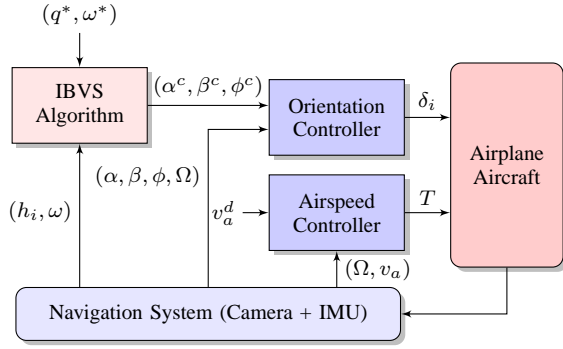 (q*, ω*)
IBVS
Algorithm
(α^c, β^c, φ^c)
Orientation
Controller
δ_i
Airplane
Aircraft
(α, β, φ, Ω)
(h_i, ω)
v_a^d
Airspeed
Controller
T
(Ω, v_a)
Navigation System (Camera + IMU)